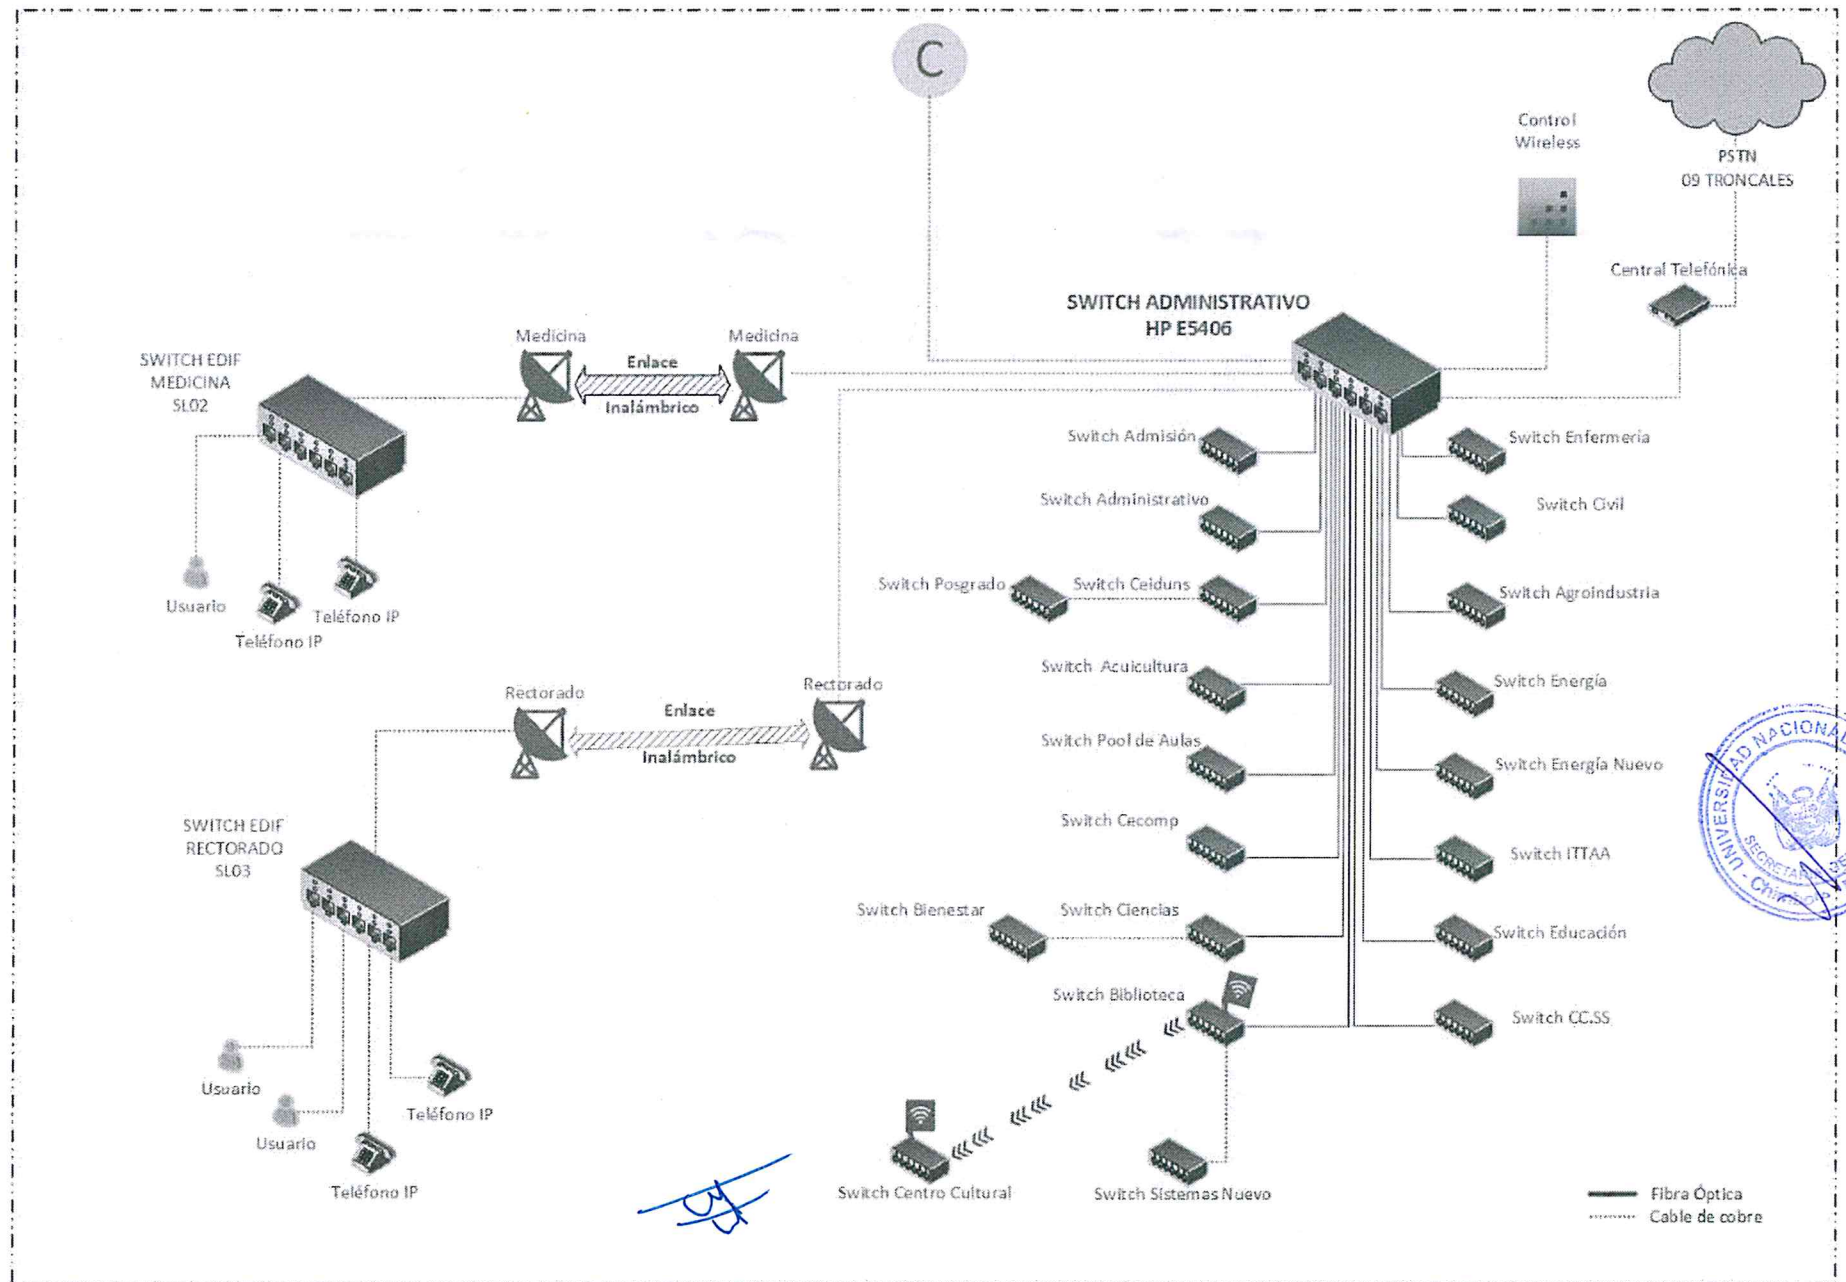 C
Control
Wireless
PSTN
09 TRONCALES
Central Telefónica
SWITCH ADMINISTRATIVO
HP E5406
Medicina
Medicina
Enlace
Inalámbrico
SWITCH EDIF
MEDICINA
SL02
Usuario
Teléfono IP
Teléfono IP
Switch Admisión
Switch Enfermería
Switch Administrativo
Switch Civil
Switch Posgrado
Switch Ceiduns
Switch Agroindustria
Switch Acuicultura
Switch Energía
Rectorado
Rectorado
Enlace
Inalámbrico
Switch Pool de Aulas
Switch Energía Nuevo
SWITCH EDIF
RECTORADO
SL03
Switch Cecomp
Switch ITTAA
Switch Bienestar
Switch Ciencias
Switch Educación
Switch Biblioteca
Switch CC.SS
Usuario
Usuario
Teléfono IP
Teléfono IP
Switch Centro Cultural
Switch Sistemas Nuevo
Fibra Óptica
Cable de cobre
UNIVERSIDAD NACIONAL